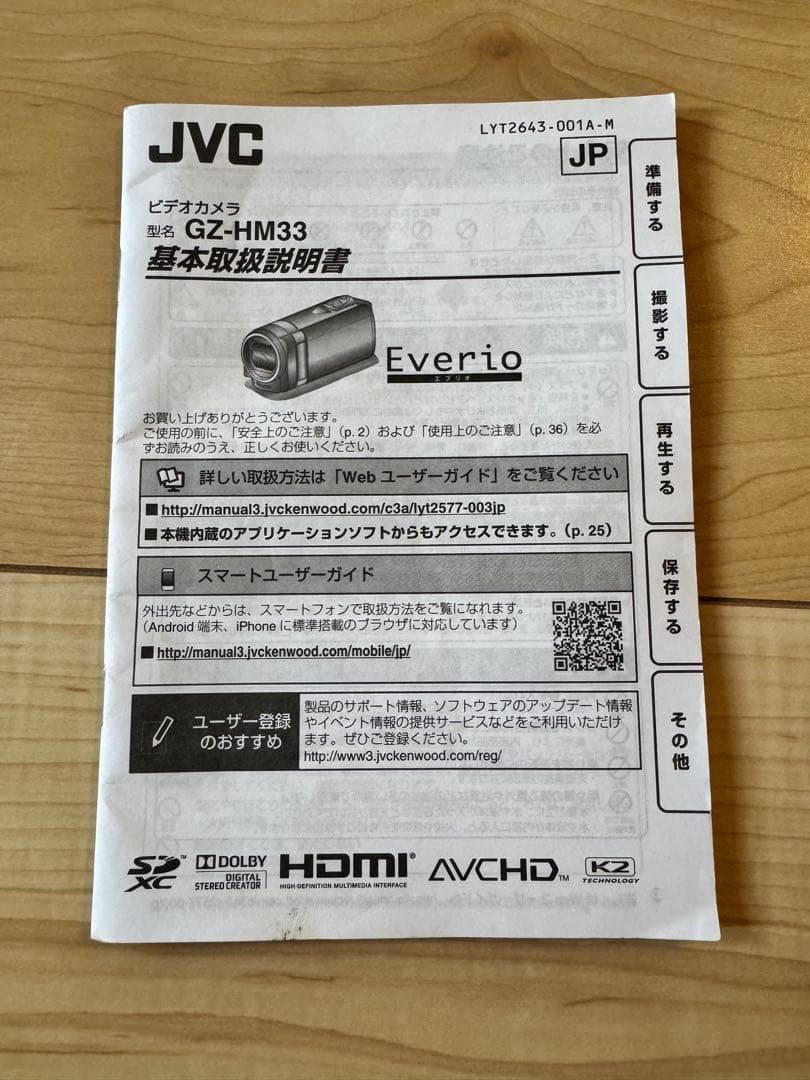 JVC
LYT2643-001A-M
JP
ビデオカメラ
型名 GZ-HM33
基本取扱説明書
Everio
エブリオ
お買い上げありがとうございます。
ご使用の前に、「安全上のご注意」(p. 2) および「使用上のご注意」(p. 36) を必
ずお読みのうえ、正しくお使いください。
詳しい取扱方法は「Web ユーザーガイド」をご覧ください
■ http://manual3.jvckenwood.com/c3a/lyt2577-003jp
■ 本機内蔵のアプリケーションソフトからもアクセスできます。(p. 25)
スマートユーザーガイド
外出先などからは、スマートフォンで取扱方法をご覧になれます。
(Android 端末、iPhone に標準搭載のブラウザに対応しています)
■ http://manual3.jvckenwood.com/mobile/jp/
ユーザー登録
のおすすめ
製品のサポート情報、ソフトウェアのアップデート情報
やイベント情報の提供サービスなどをご利用いただけ
ます。ぜひご登録ください。
http://www3.jvckenwood.com/reg/
準備する
撮影する
再生する
保存する
その他
SD XC™
DOLBY
DIGITAL
STEREO CREATOR
HDMI®
HIGH-DEFINITION MULTIMEDIA INTERFACE
AVCHD™
K2
TECHNOLOGY